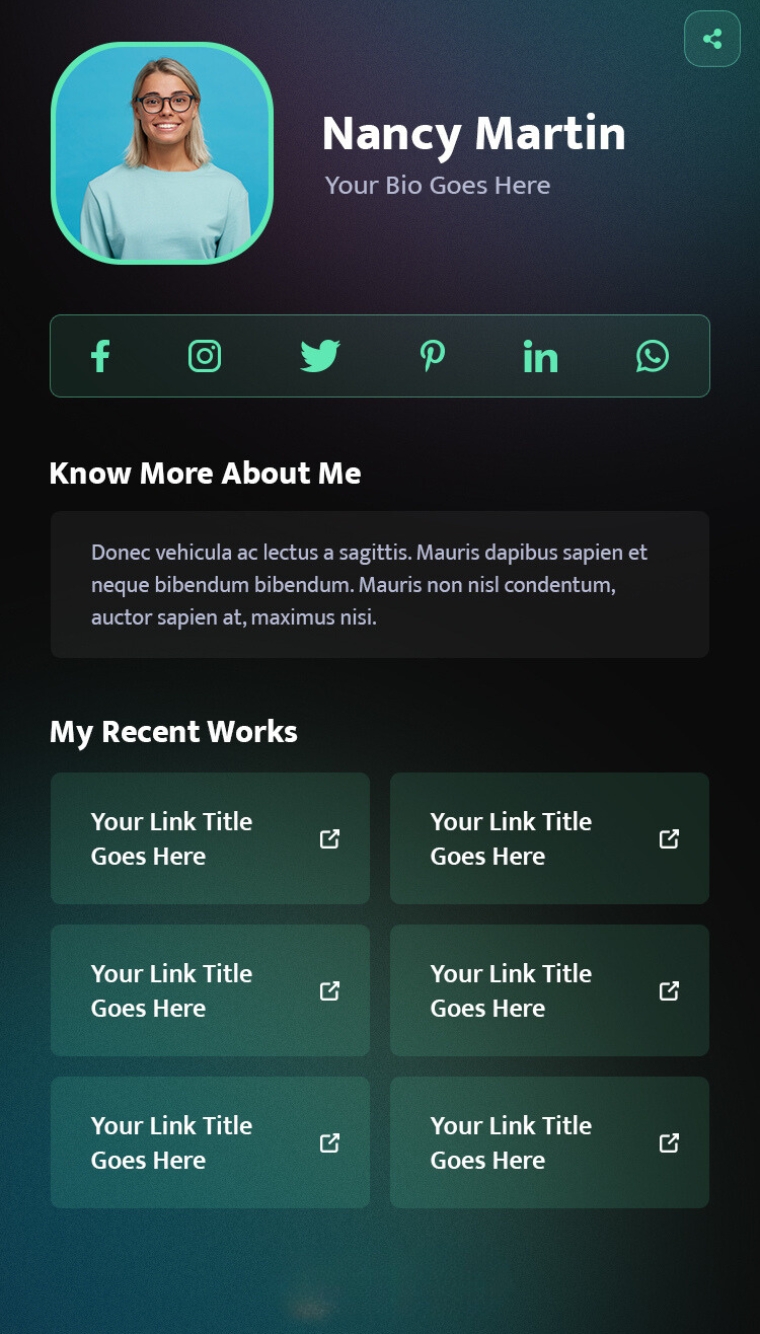 Nancy Martin
Your Bio Goes Here
Know More About Me
Donec vehicula ac lectus a sagittis. Mauris dapibus sapien et
neque bibendum bibendum. Mauris non nisl condentum,
auctor sapien at, maximus nisi.
My Recent Works
Your Link Title
Goes Here
Your Link Title
Goes Here
Your Link Title
Goes Here
Your Link Title
Goes Here
Your Link Title
Goes Here
Your Link Title
Goes Here